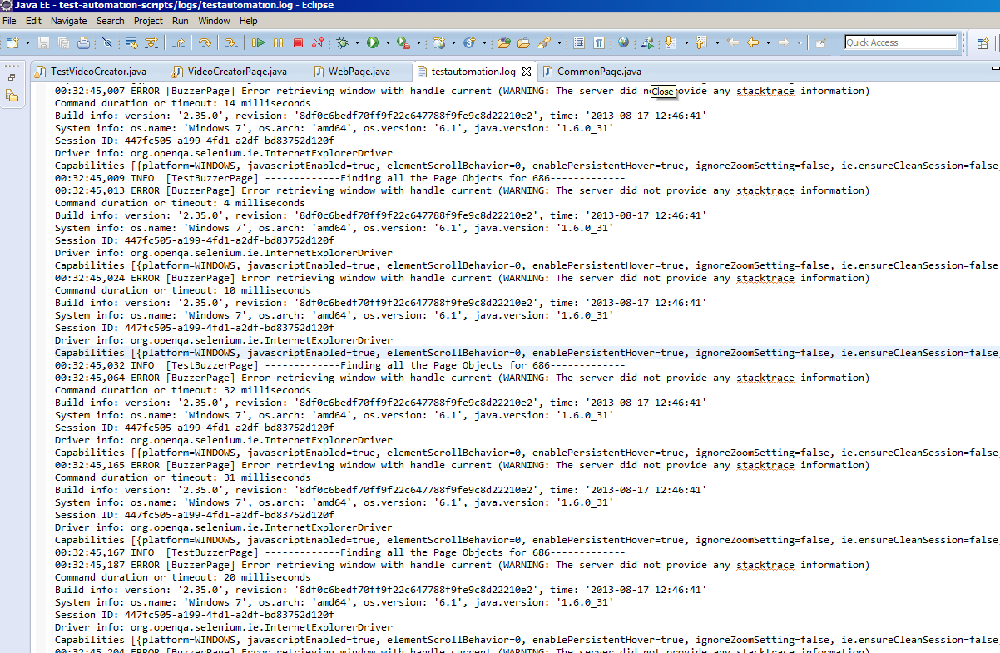 Java EE - test-automation-scripts/logs/testautomation.log - Eclipse
File Edit Navigate Search Project Run Window Help
Quick Access
TestVideoCreator.java VideoCreatorPage.java WebPage.java testautomation.log CommonPage.java
00:32:45,007 ERROR [BuzzerPage] Error retrieving window with handle current (WARNING: The server did provide any stacktrace information)
Close
Command duration or timeout: 14 milliseconds
Build info: version: '2.35.0', revision: '8df0c6bedf70ff9f22c647788f9fe9c8d22210e2', time: '2013-08-17 12:46:41'
System info: os.name: 'Windows 7', os.arch: 'amd64', os.version: '6.1', java.version: '1.6.0_31'
Session ID: 447fc505-a199-4fd1-a2df-bd83752d120f
Driver info: org.openqa.selenium.ie.InternetExplorerDriver
Capabilities [{platform=WINDOWS, javascriptEnabled=true, elementScrollBehavior=0, enablePersistentHover=true, ignoreZoomSetting=false, ie.ensureCleanSession=false,
00:32:45,009 INFO  [TestBuzzerPage] -------------Finding all the Page Objects for 686-------------
00:32:45,013 ERROR [BuzzerPage] Error retrieving window with handle current (WARNING: The server did not provide any stacktrace information)
Command duration or timeout: 4 milliseconds
Build info: version: '2.35.0', revision: '8df0c6bedf70ff9f22c647788f9fe9c8d22210e2', time: '2013-08-17 12:46:41'
System info: os.name: 'Windows 7', os.arch: 'amd64', os.version: '6.1', java.version: '1.6.0_31'
Session ID: 447fc505-a199-4fd1-a2df-bd83752d120f
Driver info: org.openqa.selenium.ie.InternetExplorerDriver
Capabilities [{platform=WINDOWS, javascriptEnabled=true, elementScrollBehavior=0, enablePersistentHover=true, ignoreZoomSetting=false, ie.ensureCleanSession=false,
00:32:45,024 ERROR [BuzzerPage] Error retrieving window with handle current (WARNING: The server did not provide any stacktrace information)
Command duration or timeout: 10 milliseconds
Build info: version: '2.35.0', revision: '8df0c6bedf70ff9f22c647788f9fe9c8d22210e2', time: '2013-08-17 12:46:41'
System info: os.name: 'Windows 7', os.arch: 'amd64', os.version: '6.1', java.version: '1.6.0_31'
Session ID: 447fc505-a199-4fd1-a2df-bd83752d120f
Driver info: org.openqa.selenium.ie.InternetExplorerDriver
Capabilities [{platform=WINDOWS, javascriptEnabled=true, elementScrollBehavior=0, enablePersistentHover=true, ignoreZoomSetting=false, ie.ensureCleanSession=false,
00:32:45,032 INFO  [TestBuzzerPage] -------------Finding all the Page Objects for 686-------------
00:32:45,064 ERROR [BuzzerPage] Error retrieving window with handle current (WARNING: The server did not provide any stacktrace information)
Command duration or timeout: 32 milliseconds
Build info: version: '2.35.0', revision: '8df0c6bedf70ff9f22c647788f9fe9c8d22210e2', time: '2013-08-17 12:46:41'
System info: os.name: 'Windows 7', os.arch: 'amd64', os.version: '6.1', java.version: '1.6.0_31'
Session ID: 447fc505-a199-4fd1-a2df-bd83752d120f
Driver info: org.openqa.selenium.ie.InternetExplorerDriver
Capabilities [{platform=WINDOWS, javascriptEnabled=true, elementScrollBehavior=0, enablePersistentHover=true, ignoreZoomSetting=false, ie.ensureCleanSession=false,
00:32:45,165 ERROR [BuzzerPage] Error retrieving window with handle current (WARNING: The server did not provide any stacktrace information)
Command duration or timeout: 31 milliseconds
Build info: version: '2.35.0', revision: '8df0c6bedf70ff9f22c647788f9fe9c8d22210e2', time: '2013-08-17 12:46:41'
System info: os.name: 'Windows 7', os.arch: 'amd64', os.version: '6.1', java.version: '1.6.0_31'
Session ID: 447fc505-a199-4fd1-a2df-bd83752d120f
Driver info: org.openqa.selenium.ie.InternetExplorerDriver
Capabilities [{platform=WINDOWS, javascriptEnabled=true, elementScrollBehavior=0, enablePersistentHover=true, ignoreZoomSetting=false, ie.ensureCleanSession=false,
00:32:45,167 INFO  [TestBuzzerPage] -------------Finding all the Page Objects for 686-------------
00:32:45,187 ERROR [BuzzerPage] Error retrieving window with handle current (WARNING: The server did not provide any stacktrace information)
Command duration or timeout: 20 milliseconds
Build info: version: '2.35.0', revision: '8df0c6bedf70ff9f22c647788f9fe9c8d22210e2', time: '2013-08-17 12:46:41'
System info: os.name: 'Windows 7', os.arch: 'amd64', os.version: '6.1', java.version: '1.6.0_31'
Session ID: 447fc505-a199-4fd1-a2df-bd83752d120f
Driver info: org.openqa.selenium.ie.InternetExplorerDriver
Capabilities [{platform=WINDOWS, javascriptEnabled=true, elementScrollBehavior=0, enablePersistentHover=true, ignoreZoomSetting=false, ie.ensureCleanSession=false,
00:32:45,204 ERROR [BuzzerPage] Error retrieving window with handle current (WARNING: The server did not provide any stacktrace information)